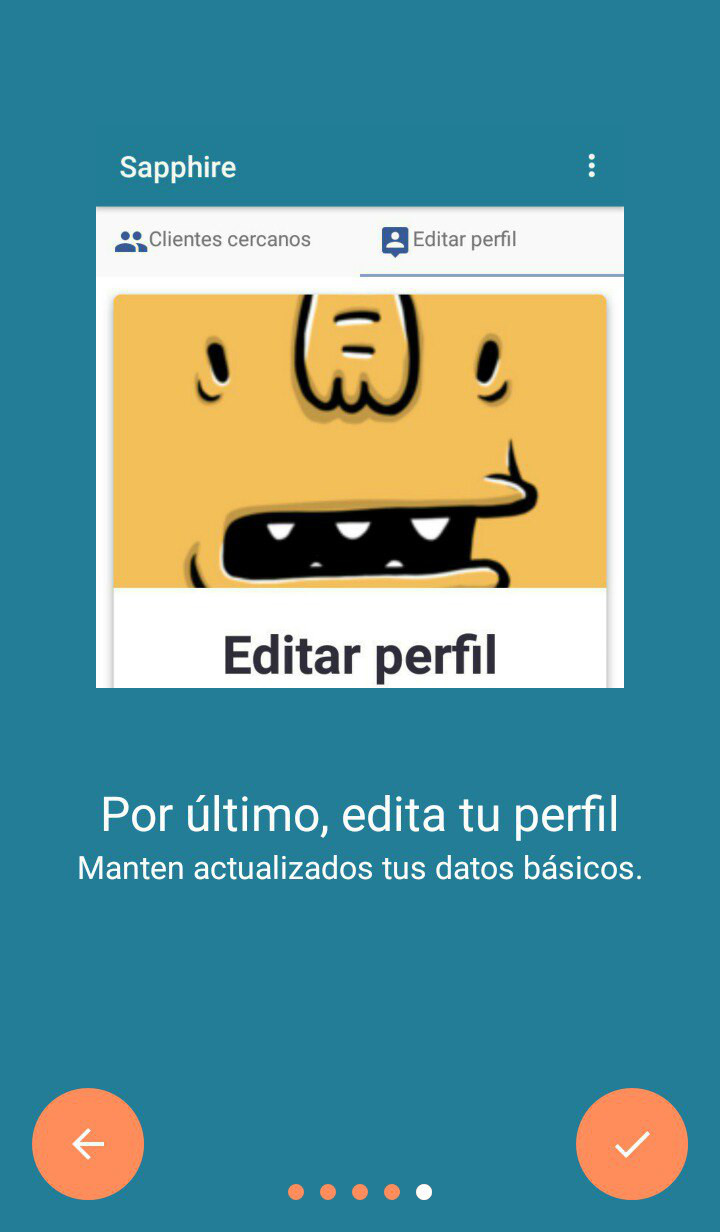 Sapphire
Clientes cercanos
Editar perfil
Editar perfil
Por último, edita tu perfil
Manten actualizados tus datos básicos.